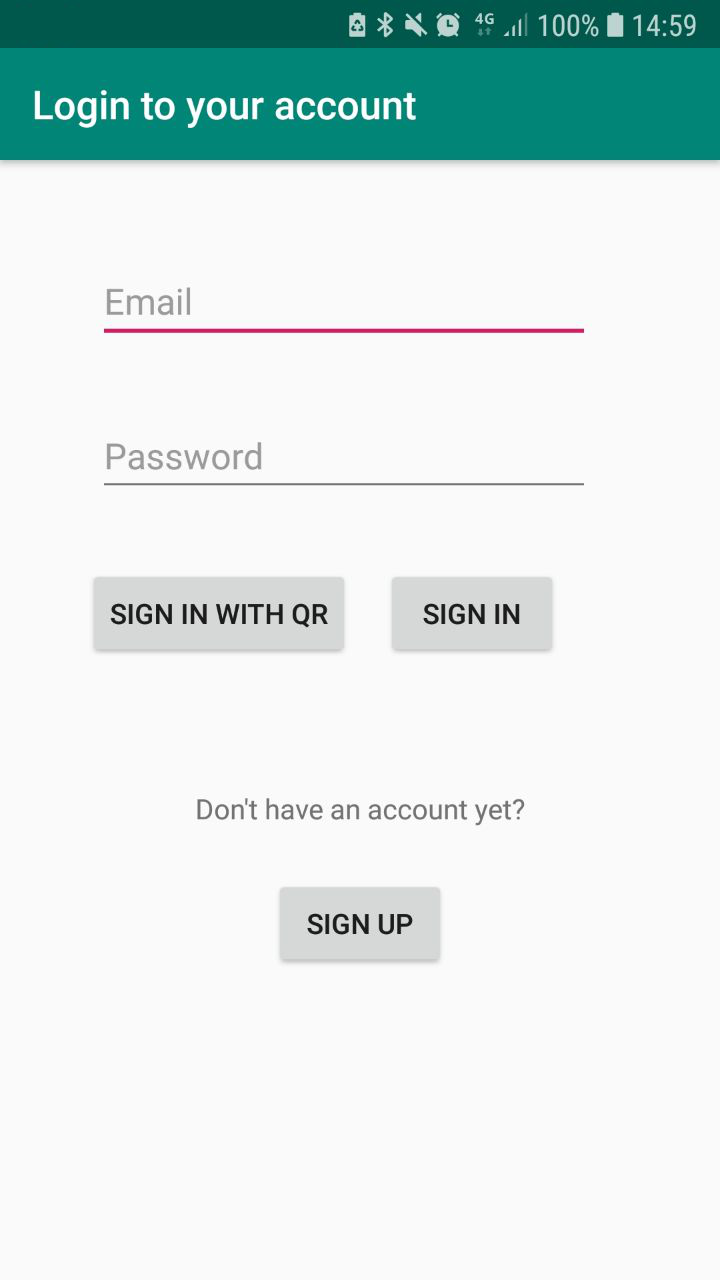 4G 100% 14:59
Login to your account
Email
Password
SIGN IN WITH QR SIGN IN
Don't have an account yet?
SIGN UP